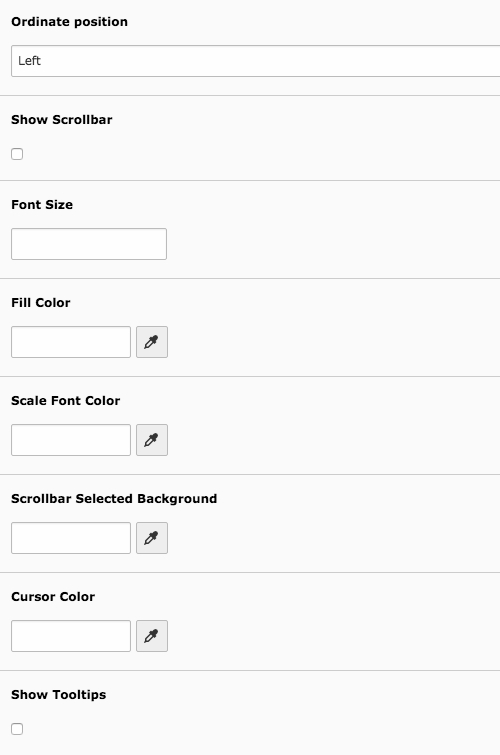 Ordinate position
Left
Show Scrollbar
Font Size
Fill Color
Scale Font Color
Scrollbar Selected Background
Cursor Color
Show Tooltips